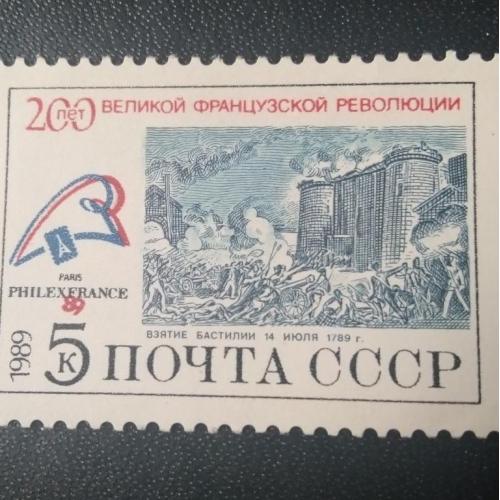 200 лет ВЕЛИКОЙ ФРАНЦУЗСКОЙ РЕВОЛЮЦИИ
PARIS
PHILEXFRANCE
89
ВЗЯТИЕ БАСТИЛИИ 14 ИЮЛЯ 1789 г.
1989
5 к ПОЧТА СССР